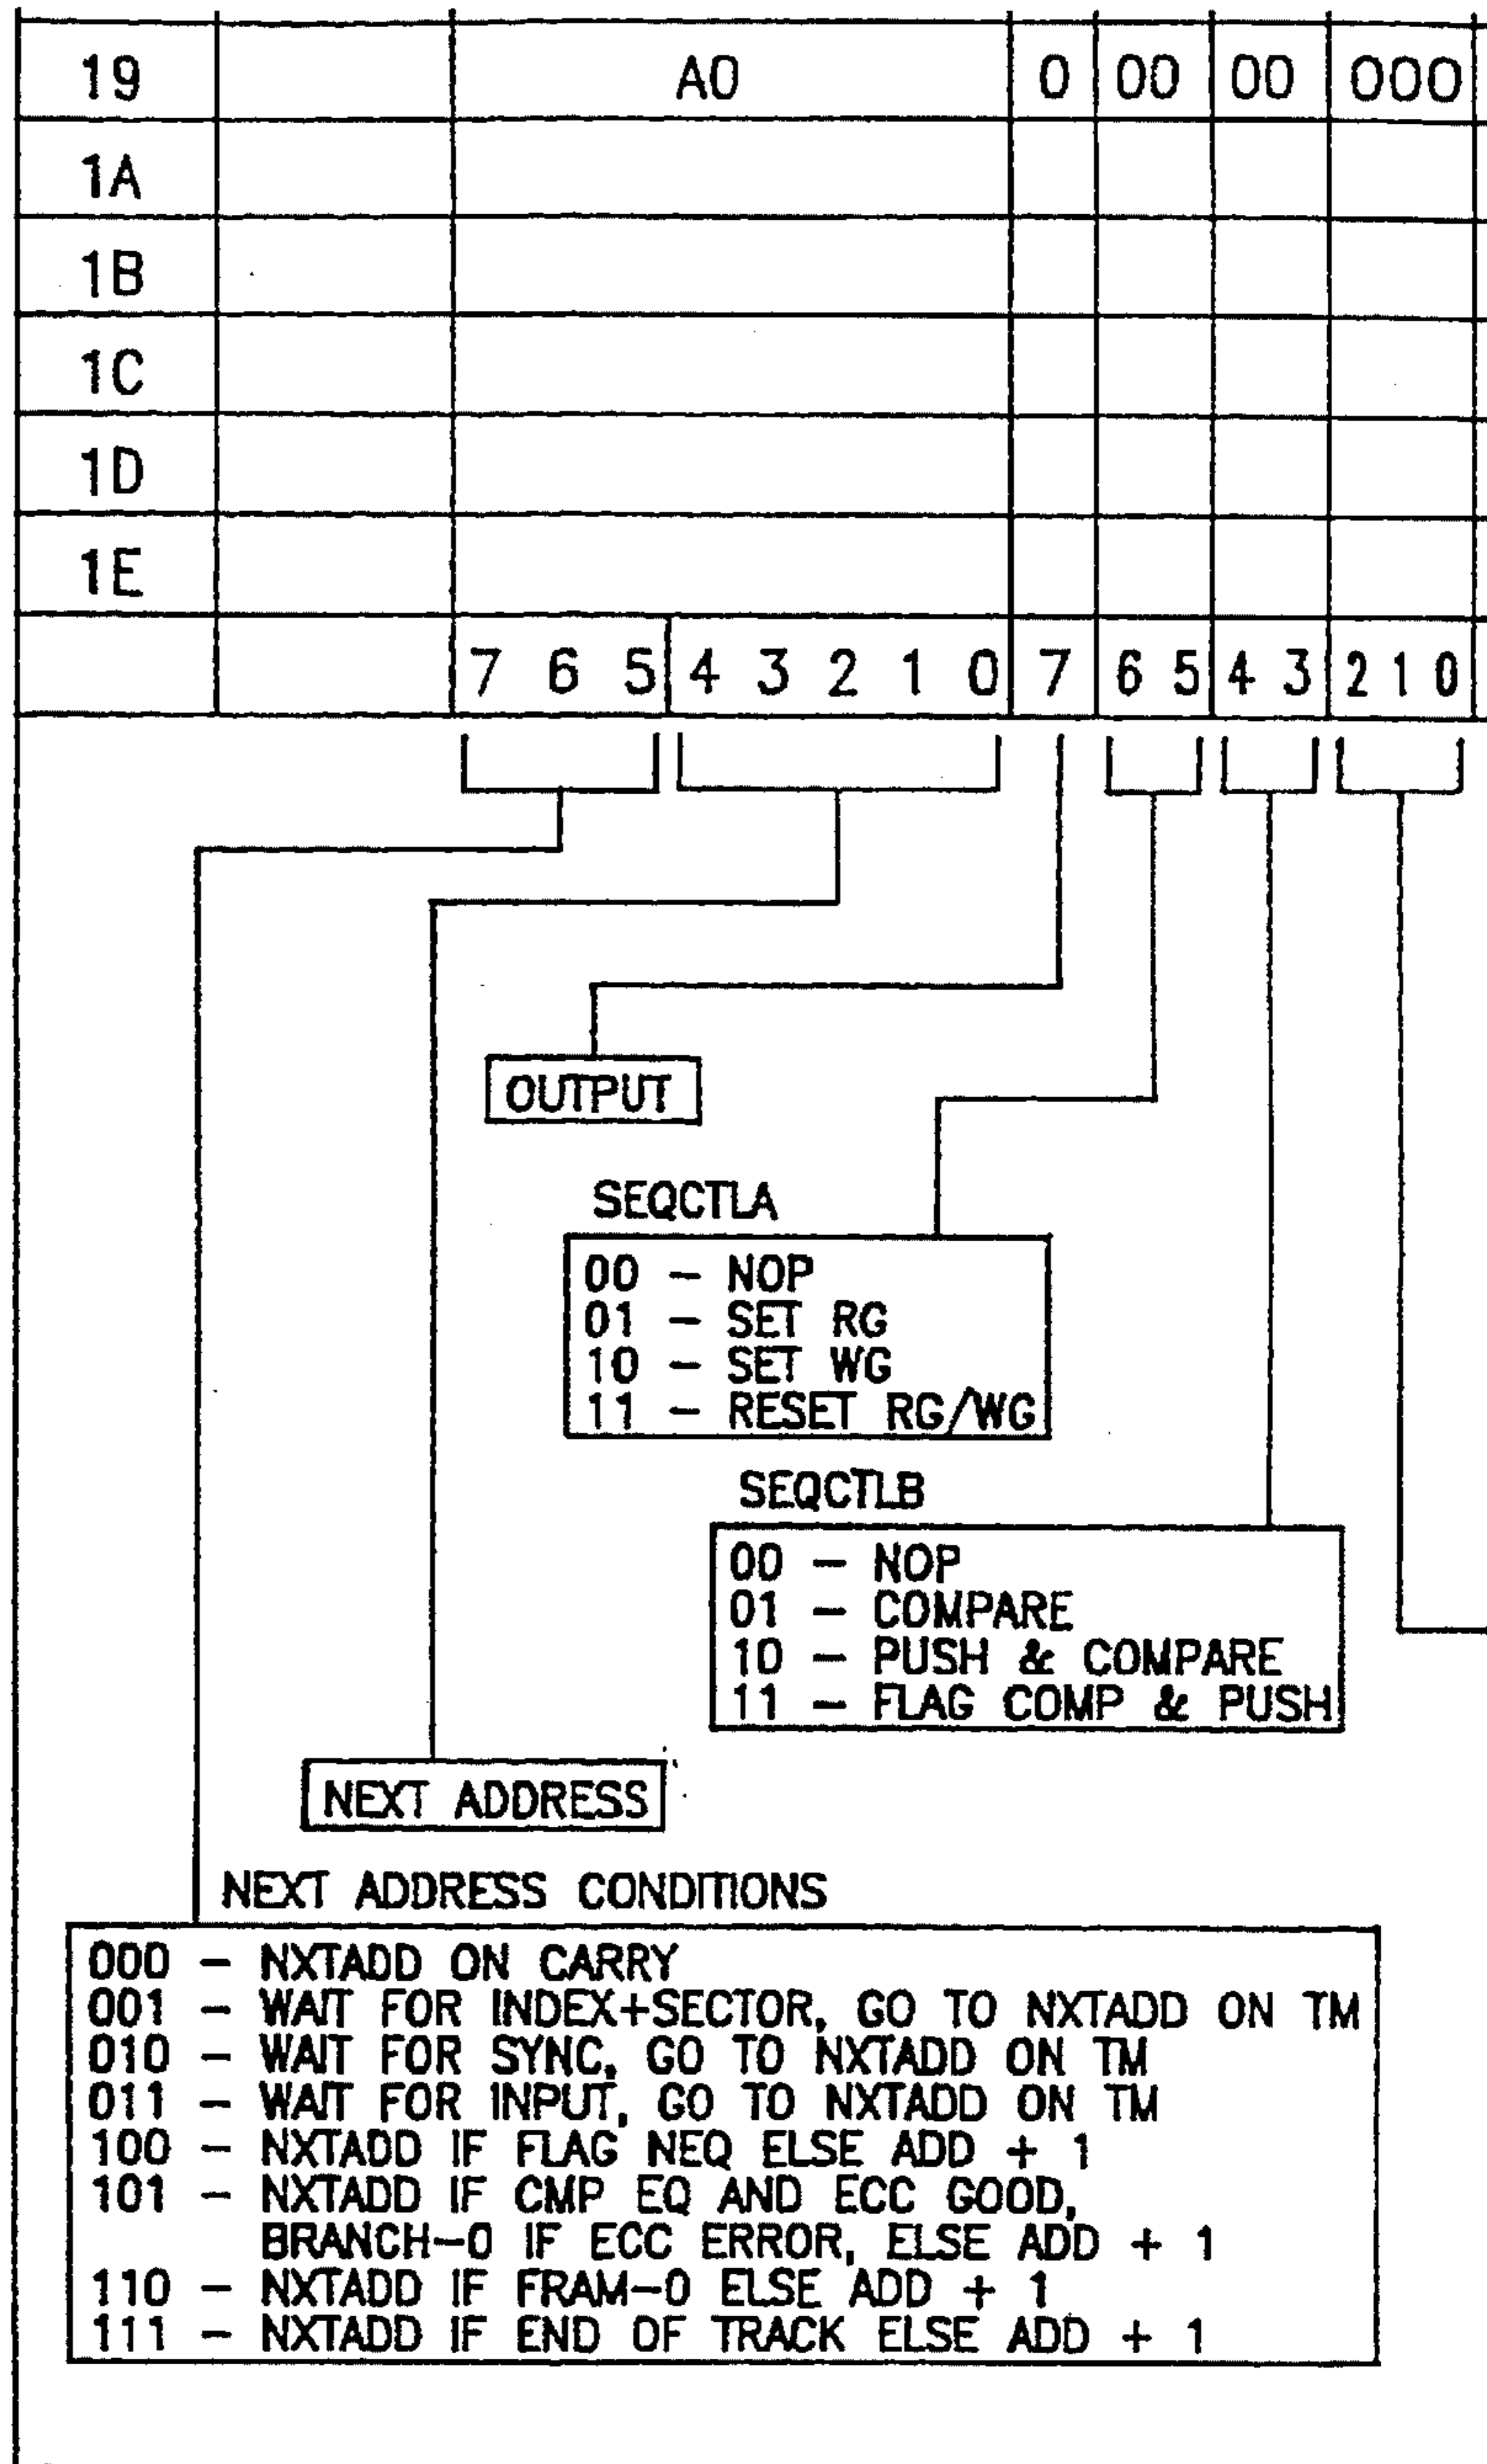 19 A0 0 00 00 000
1A
1B
1C
1D
1E
7 6 5 4 3 2 1 0 7 6 5 4 3 2 1 0
OUTPUT
SEQCTLA
00 – NOP
01 – SET RG
10 – SET WG
11 – RESET RG/WG
SEQCTLB
00 – NOP
01 – COMPARE
10 – PUSH & COMPARE
11 – FLAG COMP & PUSH
NEXT ADDRESS
NEXT ADDRESS CONDITIONS
000 – NXTADD ON CARRY
001 – WAIT FOR INDEX+SECTOR, GO TO NXTADD ON TM
010 – WAIT FOR SYNC, GO TO NXTADD ON TM
011 – WAIT FOR INPUT, GO TO NXTADD ON TM
100 – NXTADD IF FLAG NEQ ELSE ADD + 1
101 – NXTADD IF CMP EQ AND ECC GOOD,
BRANCH–0 IF ECC ERROR, ELSE ADD + 1
110 – NXTADD IF FRAM–0 ELSE ADD + 1
111 – NXTADD IF END OF TRACK ELSE ADD + 1